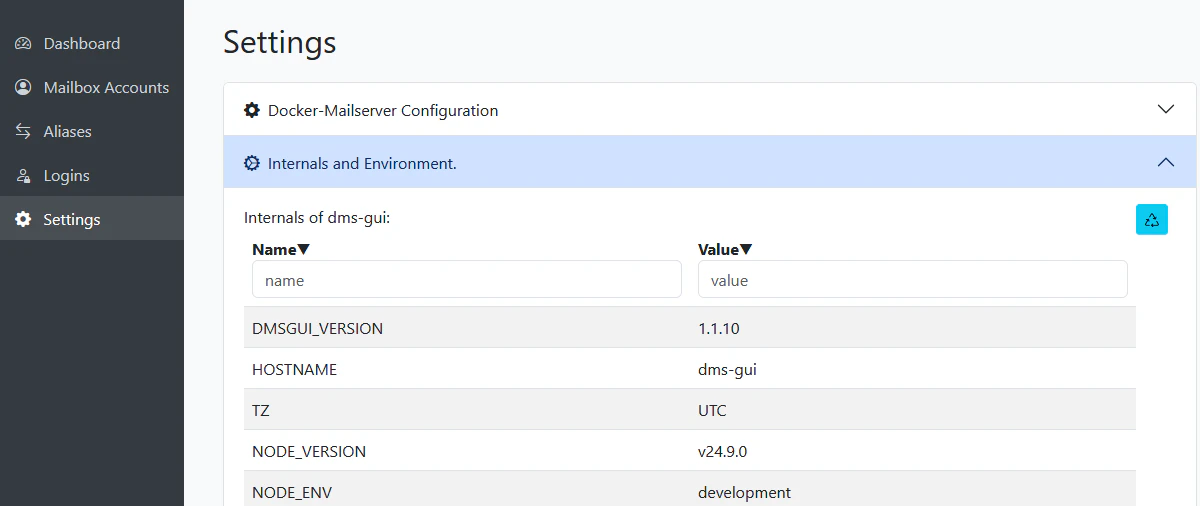 Dashboard
Mailbox Accounts
Aliases
Logins
Settings
Settings
Docker-Mailserver Configuration
Internals and Environment.
Internals of dms-gui:
Name▼ Value▼
name value
DMSGUI_VERSION 1.1.10
HOSTNAME dms-gui
TZ UTC
NODE_VERSION v24.9.0
NODE_ENV development